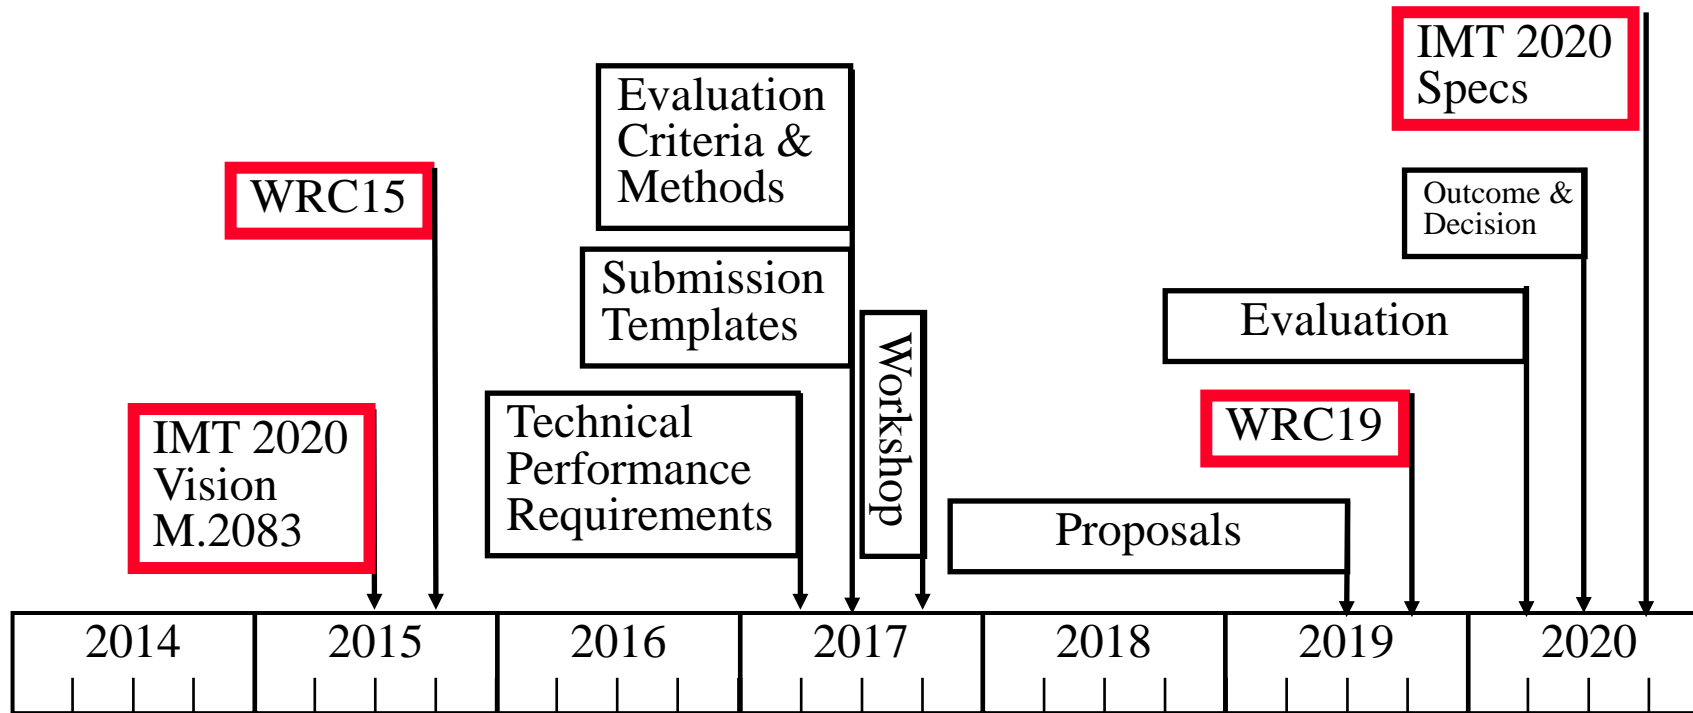 IMT 2020
Specs
Evaluation
Criteria &
Methods
WRC15
Outcome &
Decision
Submission
Templates
Workshop
Evaluation
IMT 2020
Vision
M.2083
Technical
Performance
Requirements
WRC19
Proposals
2014
2015
2016
2017
2018
2019
2020